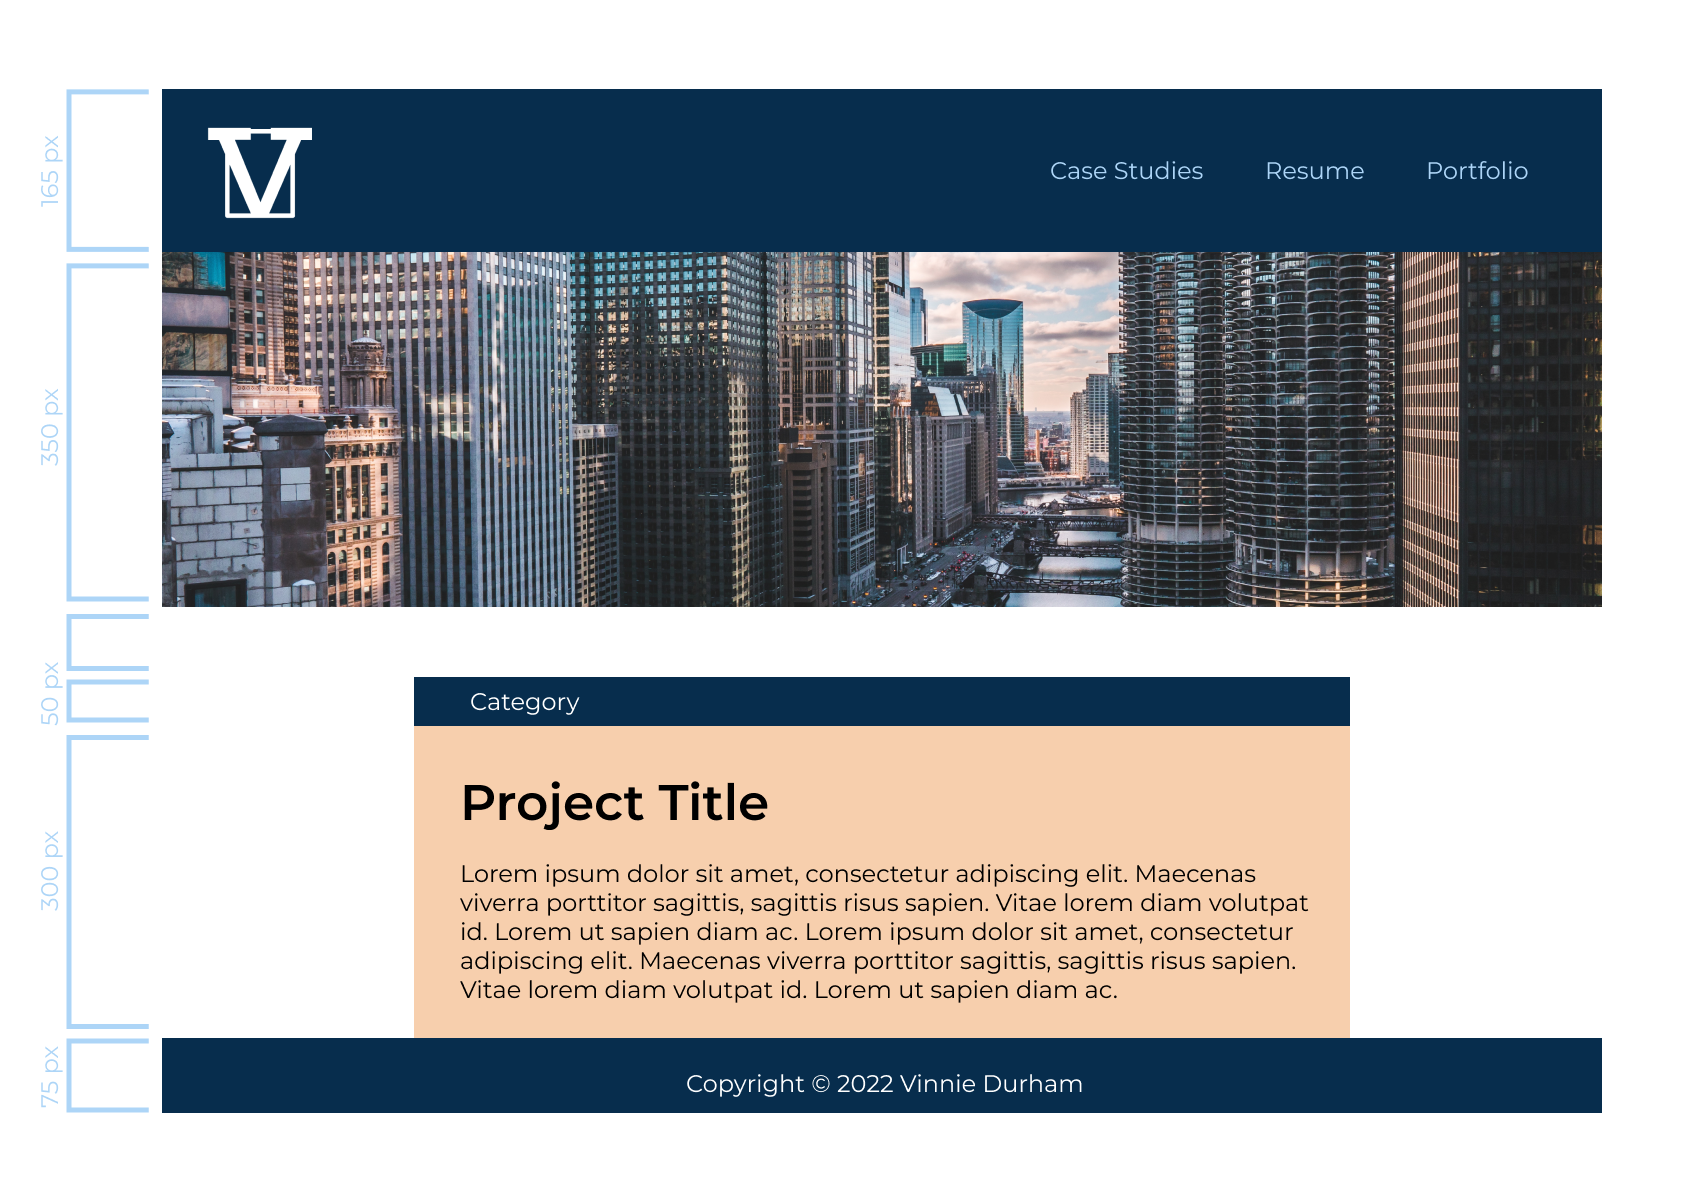 165 px
V
Case Studies Resume Portfolio
350 px
50 px
Category
300 px
Project Title
Lorem ipsum dolor sit amet, consectetur adipiscing elit. Maecenas
viverra porttitor sagittis, sagittis risus sapien. Vitae lorem diam volutpat
id. Lorem ut sapien diam ac. Lorem ipsum dolor sit amet, consectetur
adipiscing elit. Maecenas viverra porttitor sagittis, sagittis risus sapien.
Vitae lorem diam volutpat id. Lorem ut sapien diam ac.
75 px
Copyright © 2022 Vinnie Durham